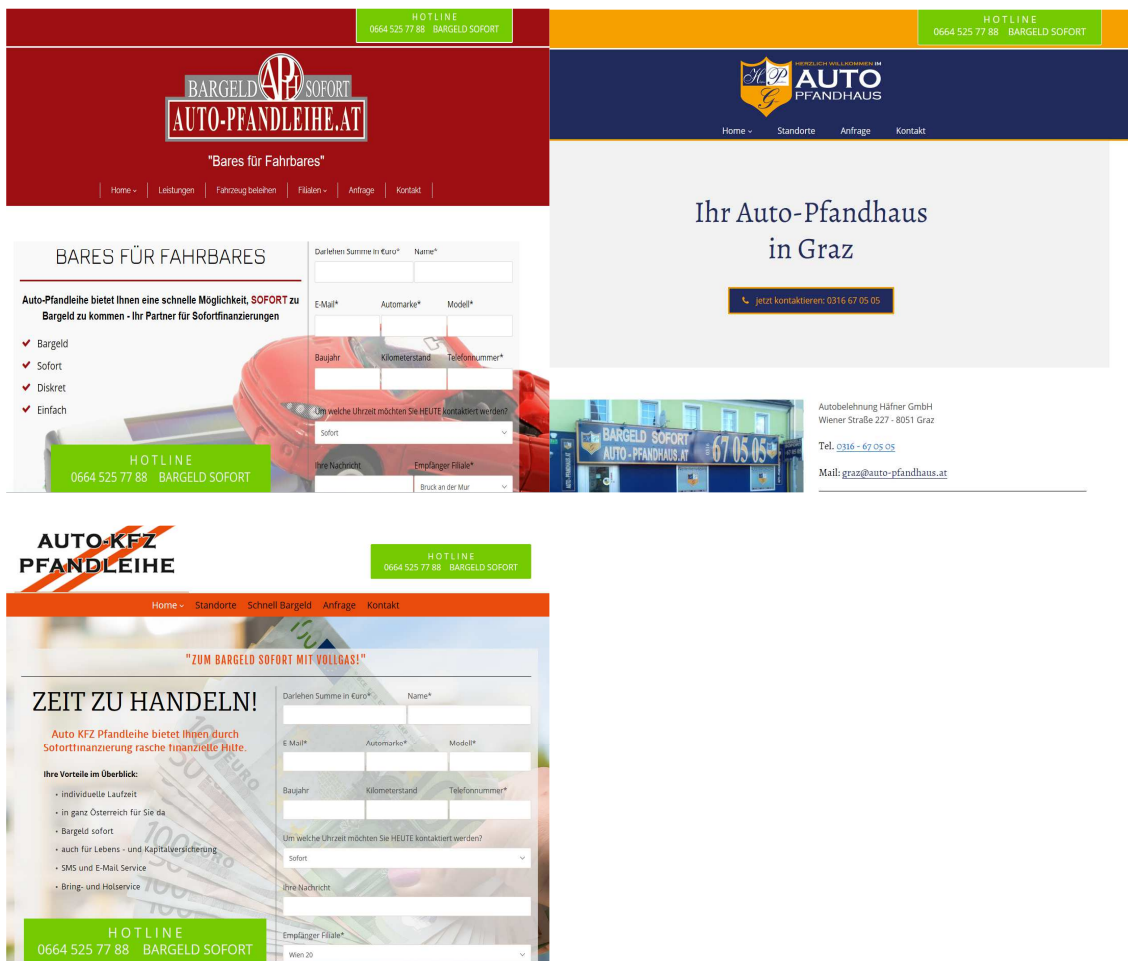 HOTLINE
0664 525 77 88 BARGELD SOFORT
BARGELD APH SOFORT
AUTO-PFANDLEIHE.AT
"Bares für Fahrbares"
Home Leistungen Fahrzeug beleihen Filialen Anfrage Kontakt
BARES FÜR FAHRBARES
Auto-Pfandleihe bietet Ihnen eine schnelle Möglichkeit, SOFORT zu
Bargeld zu kommen - Ihr Partner für Sofortfinanzierungen
Bargeld
Sofort
Diskret
Einfach
HOTLINE
0664 525 77 88 BARGELD SOFORT
Darlehen Summe in €uro* Name*
E-Mail* Automarke* Modell*
Baujahr Kilometerstand Telefonnummer*
Um welche Uhrzeit möchten Sie HEUTE kontaktiert werden?
Sofort
Ihre Nachricht Empfänger Filiale*
Bruck an der Mur
HOTLINE
0664 525 77 88 BARGELD SOFORT
HPG
HERZLICH WILLKOMMEN IM
AUTO
PFANDHAUS
Home Standorte Anfrage Kontakt
Ihr Auto-Pfandhaus
in Graz
jetzt kontaktieren: 0316 67 05 05
BARGELD SOFORT
AUTO-PFANDHAUS.AT
67 05 05
Autobelehnung Häfner GmbH
Wiener Straße 227 - 8051 Graz
Tel. 0316 - 67 05 05
Mail: graz@auto-pfandhaus.at
AUTO-KFZ
PFANDLEIHE
HOTLINE
0664 525 77 88 BARGELD SOFORT
Home Standorte Schnell Bargeld Anfrage Kontakt
"ZUM BARGELD SOFORT MIT VOLLGAS!"
ZEIT ZU HANDELN!
Auto KFZ Pfandleihe bietet Ihnen durch
Sofortfinanzierung rasche finanzielle Hilfe.
Ihre Vorteile im Überblick:
• individuelle Laufzeit
• in ganz Österreich für Sie da
• Bargeld sofort
• auch für Lebens - und Kapitalversicherung
• SMS und E-Mail Service
• Bring- und Holservice
HOTLINE
0664 525 77 88 BARGELD SOFORT
Darlehen Summe in €uro* Name*
E-Mail* Automarke* Modell*
Baujahr Kilometerstand Telefonnummer*
Um welche Uhrzeit möchten Sie HEUTE kontaktiert werden?
Sofort
Ihre Nachricht
Empfänger Filiale*
Wien 20